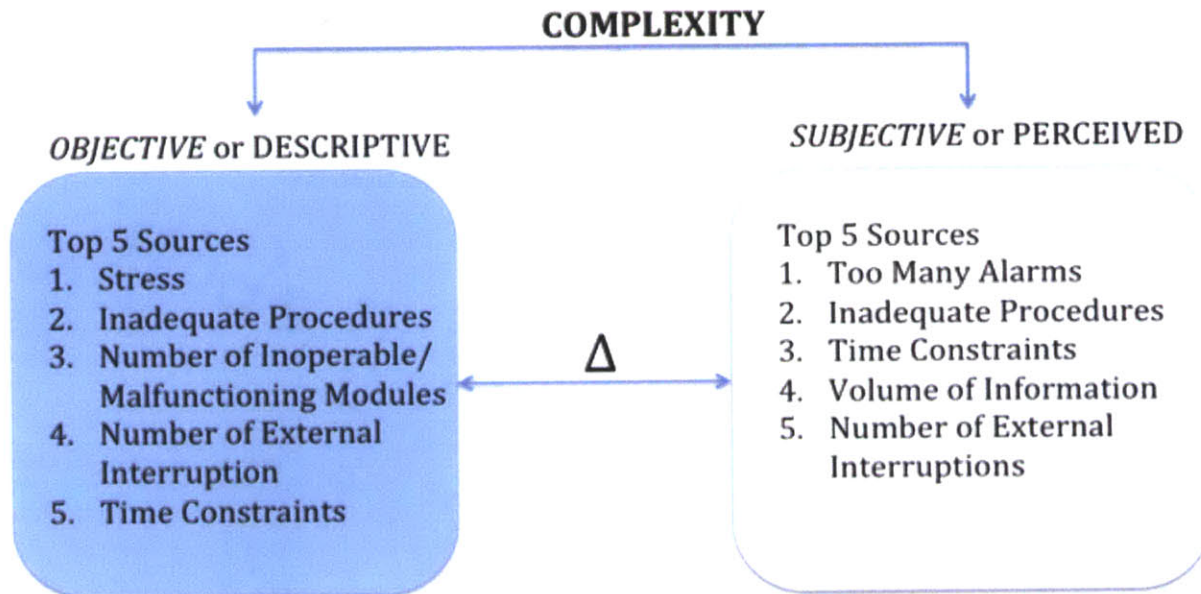 COMPLEXITY
OBJECTIVE or DESCRIPTIVE
Top 5 Sources
1. Stress
2. Inadequate Procedures
3. Number of Inoperable/
Malfunctioning Modules
4. Number of External
Interruption
5. Time Constraints
Δ
SUBJECTIVE or PERCEIVED
Top 5 Sources
1. Too Many Alarms
2. Inadequate Procedures
3. Time Constraints
4. Volume of Information
5. Number of External
Interruptions